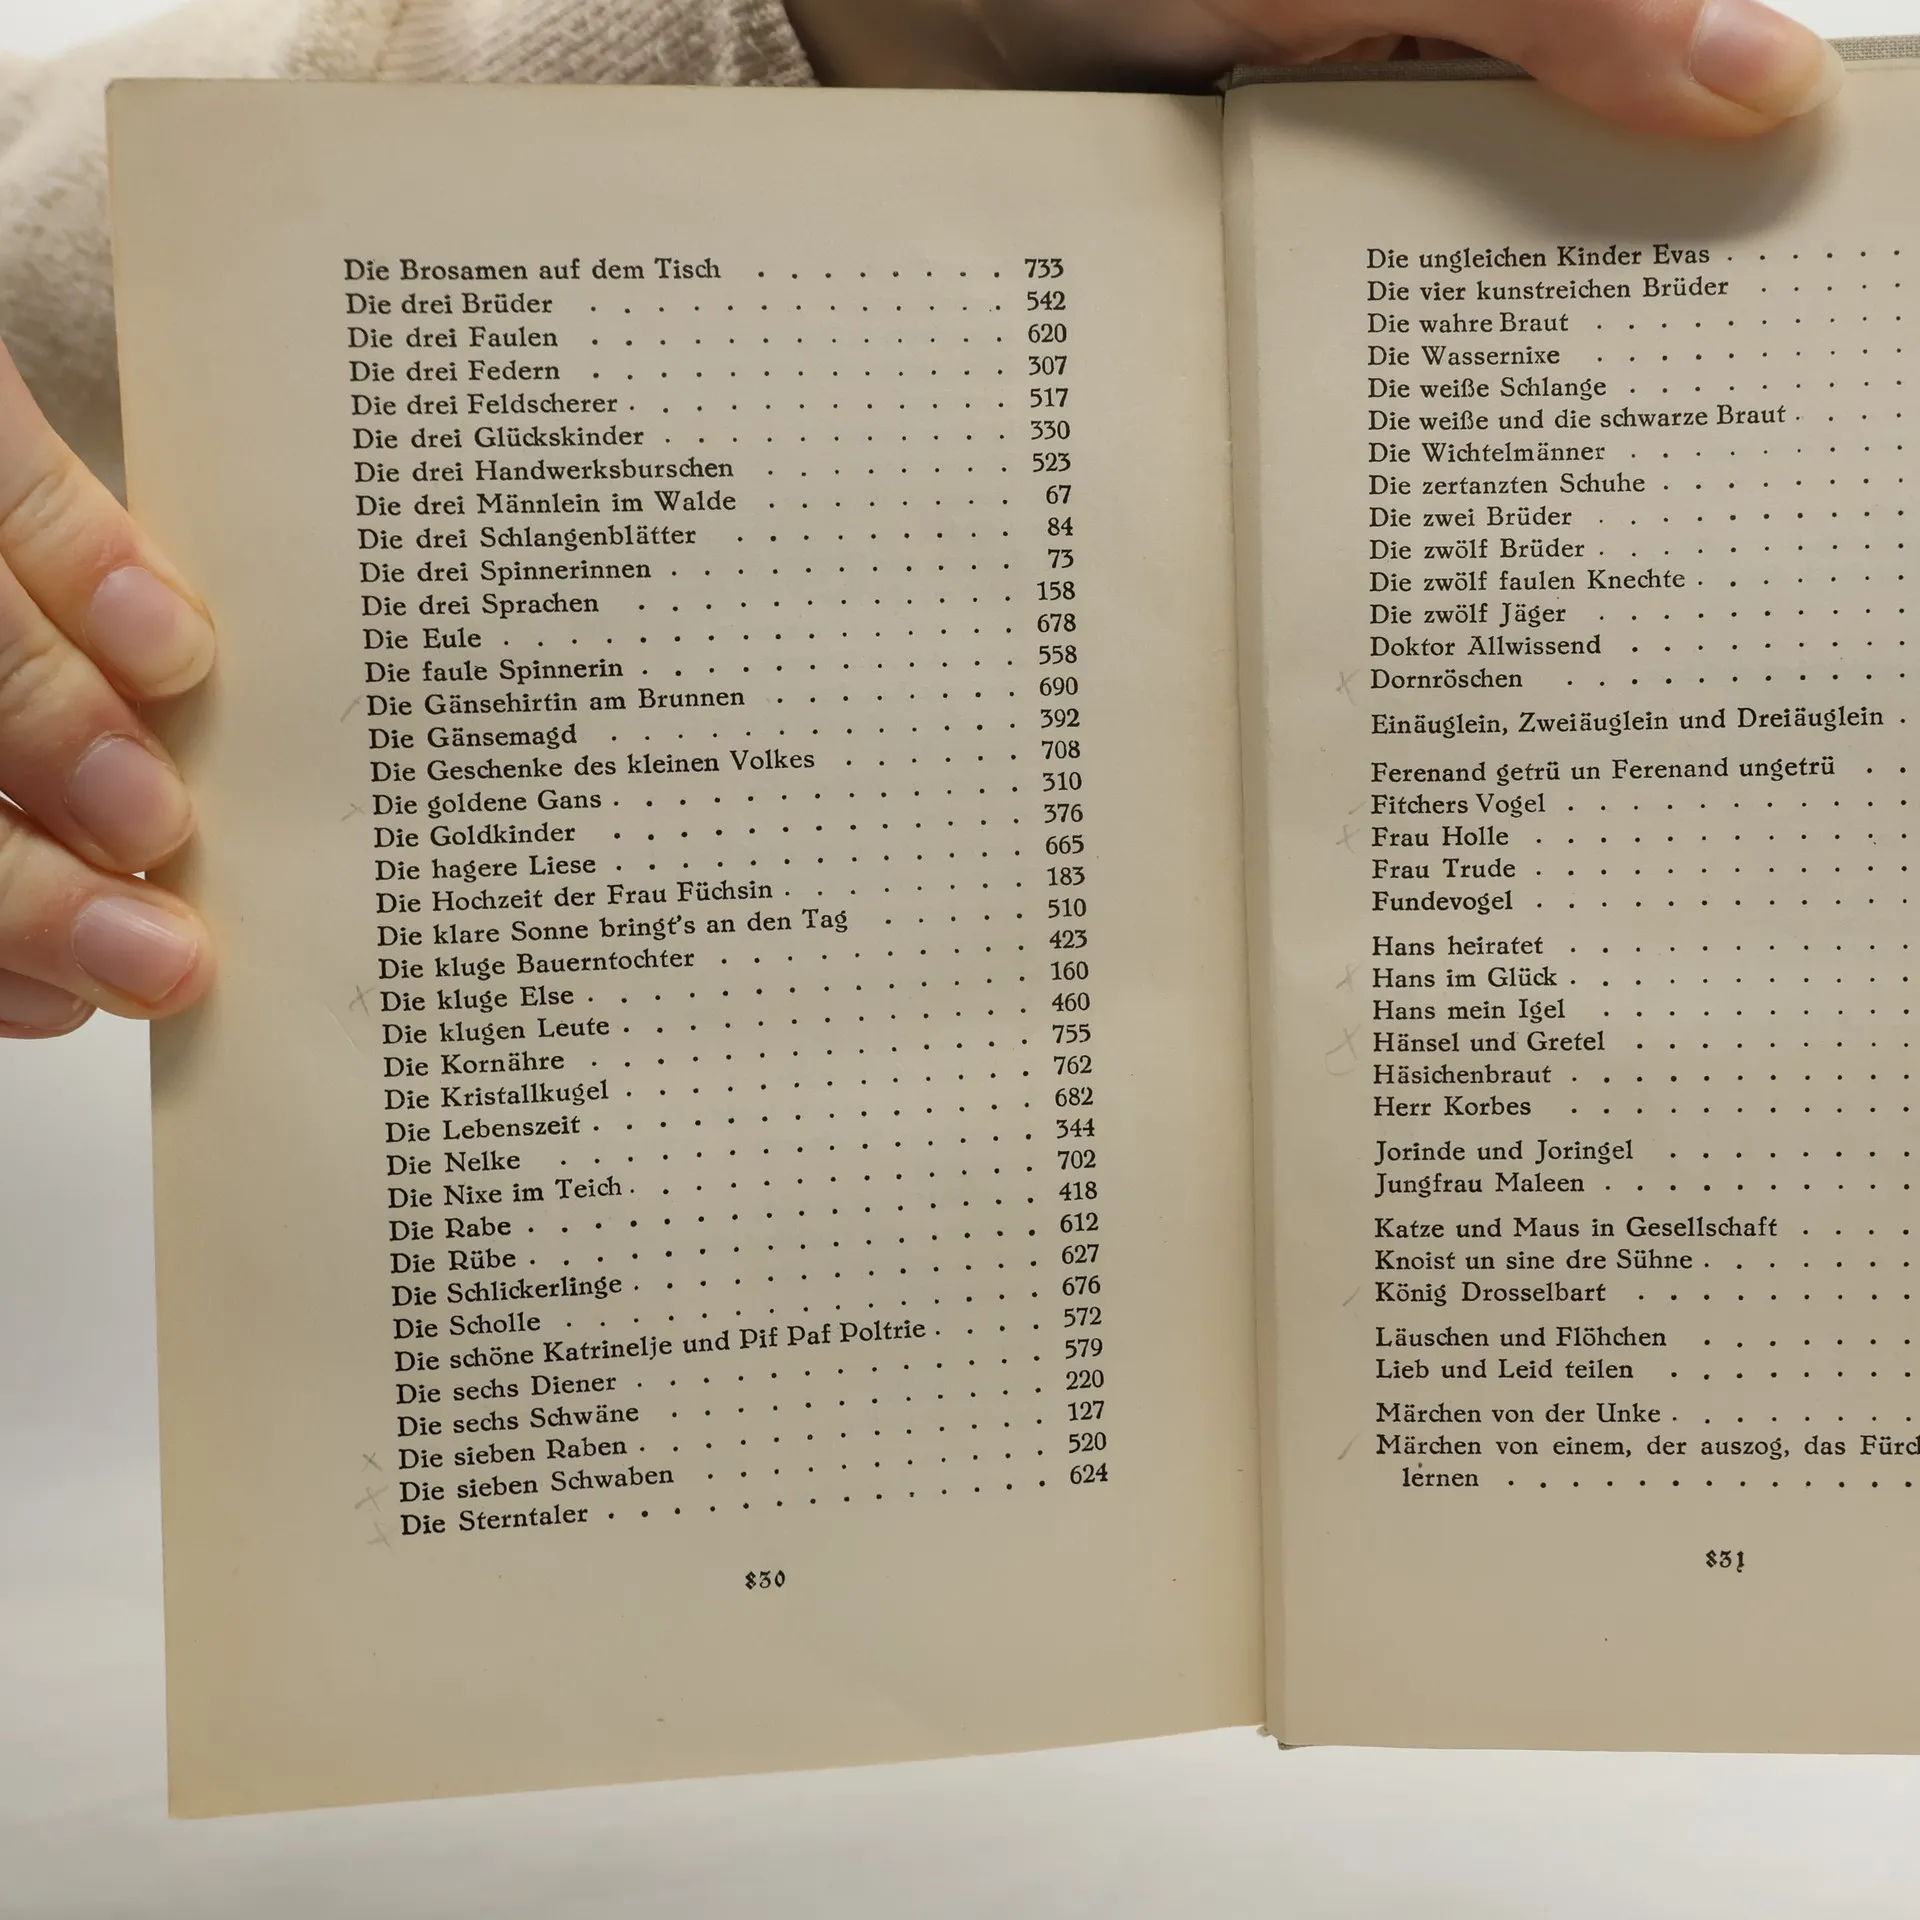 Die Brosamen auf dem Tisch . . . . . . . . 733
Die drei Brüder . . . . . . . . . . . . . 542
Die drei Faulen . . . . . . . . . . . . . 620
Die drei Federn . . . . . . . . . . . . . 307
Die drei Feldscherer . . . . . . . . . . . . 517
Die drei Glückskinder . . . . . . . . . . . 330
Die drei Handwerksburschen . . . . . . . . 523
Die drei Männlein im Walde . . . . . . . . 67
Die drei Schlangenblätter . . . . . . . . . 84
Die drei Spinnerinnen . . . . . . . . . . . 73
Die drei Sprachen . . . . . . . . . . . . 158
Die Eule . . . . . . . . . . . . . . . . 678
Die faule Spinnerin . . . . . . . . . . . . 558
Die Gänsehirtin am Brunnen . . . . . . . . 690
Die Gänsemagd . . . . . . . . . . . . . 392
Die Geschenke des kleinen Volkes . . . . . . 708
Die goldene Gans . . . . . . . . . . . . . 310
Die Goldkinder . . . . . . . . . . . . . 376
Die hagere Liese . . . . . . . . . . . . . 665
Die Hochzeit der Frau Füchsin . . . . . . . . 183
Die klare Sonne bringt's an den Tag . . . . . 510
Die kluge Bauerntochter . . . . . . . . . . 423
Die kluge Else . . . . . . . . . . . . . . 160
Die klugen Leute . . . . . . . . . . . . . 460
Die Kornähre . . . . . . . . . . . . . . 755
Die Kristallkugel . . . . . . . . . . . . . 762
Die Lebenszeit . . . . . . . . . . . . . . 682
Die Nelke . . . . . . . . . . . . . . . 344
Die Nixe im Teich . . . . . . . . . . . . . 702
Die Rabe . . . . . . . . . . . . . . . . 418
Die Rübe . . . . . . . . . . . . . . . . 612
Die Schlickerlinge . . . . . . . . . . . . . 627
Die Scholle . . . . . . . . . . . . . . . 676
Die schöne Katrinelje und Pif Paf Poltrie . . . . 572
Die sechs Diener . . . . . . . . . . . . . 579
Die sechs Schwäne . . . . . . . . . . . . 220
Die sieben Raben . . . . . . . . . . . . . 127
Die sieben Schwaben . . . . . . . . . . . 520
Die Sterntaler . . . . . . . . . . . . . . 624
830
Die ungleichen Kinder Evas . . . . . .
Die vier kunstreichen Brüder . . . . .
Die wahre Braut . . . . . . . . . .
Die Wassernixe . . . . . . . . . .
Die weiße Schlange . . . . . . . . .
Die weiße und die schwarze Braut . . . .
Die Wichtelmänner . . . . . . . . .
Die zertanzten Schuhe . . . . . . . .
Die zwei Brüder . . . . . . . . . .
Die zwölf Brüder . . . . . . . . . .
Die zwölf faulen Knechte . . . . . . .
Die zwölf Jäger . . . . . . . . . .
Doktor Allwissend . . . . . . . . .
Dornröschen . . . . . . . . . . .
Einäuglein, Zweiäuglein und Dreiäuglein .
Ferenand getrü un Ferenand ungetrü . .
Fitchers Vogel . . . . . . . . . . .
Frau Holle . . . . . . . . . . . .
Frau Trude . . . . . . . . . . . .
Fundevogel . . . . . . . . . . . .
Hans heiratet . . . . . . . . . . .
Hans im Glück . . . . . . . . . . .
Hans mein Igel . . . . . . . . . .
Hänsel und Gretel . . . . . . . . .
Häsichenbraut . . . . . . . . . . .
Herr Korbes . . . . . . . . . . .
Jorinde und Joringel . . . . . . . .
Jungfrau Maleen . . . . . . . . . .
Katze und Maus in Gesellschaft . . . .
Knoist un sine dre Sühne . . . . . . .
König Drosselbart . . . . . . . . .
Läuschen und Flöhchen . . . . . . .
Lieb und Leid teilen . . . . . . . .
Märchen von der Unke . . . . . . . .
Märchen von einem, der auszog, das Fürch
lernen . . . . . . . . . . . . .
831